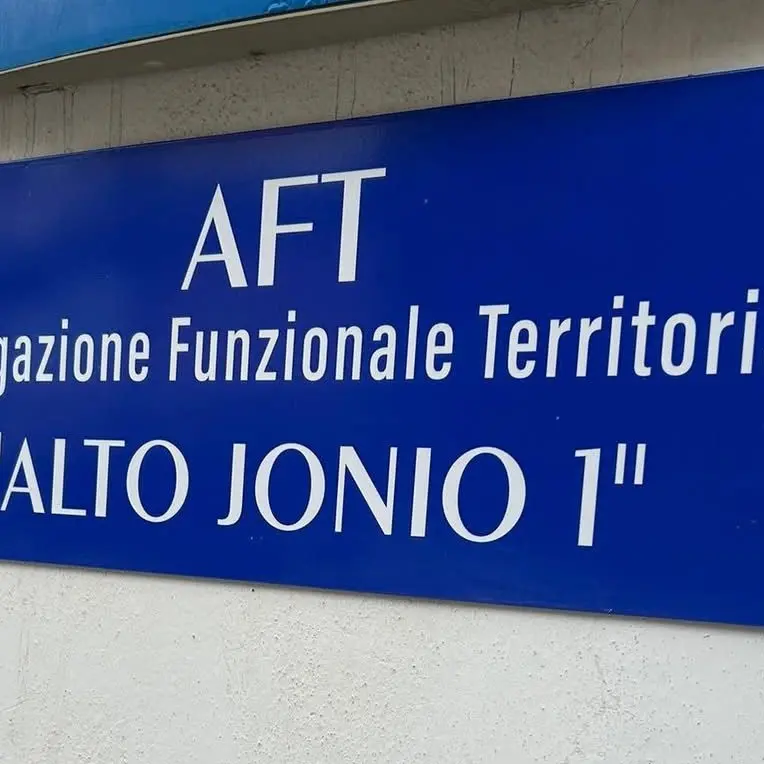 AFT
gazione Funzionale Territori
"ALTO JONIO 1"